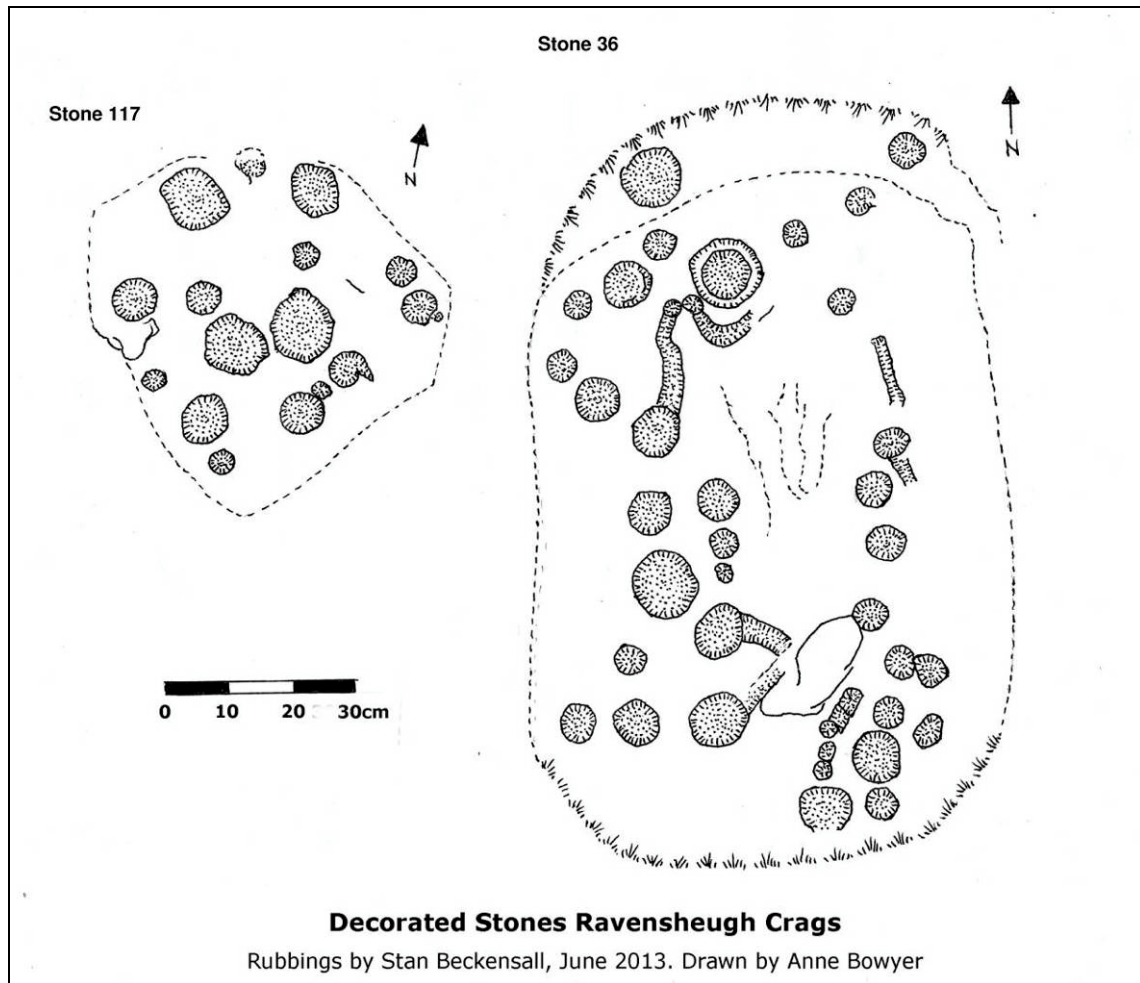 Stone 36
Stone 117
N
N
0 10 20 30cm
Decorated Stones Ravensheugh Crags
Rubbings by Stan Beckensall, June 2013. Drawn by Anne Bowyer